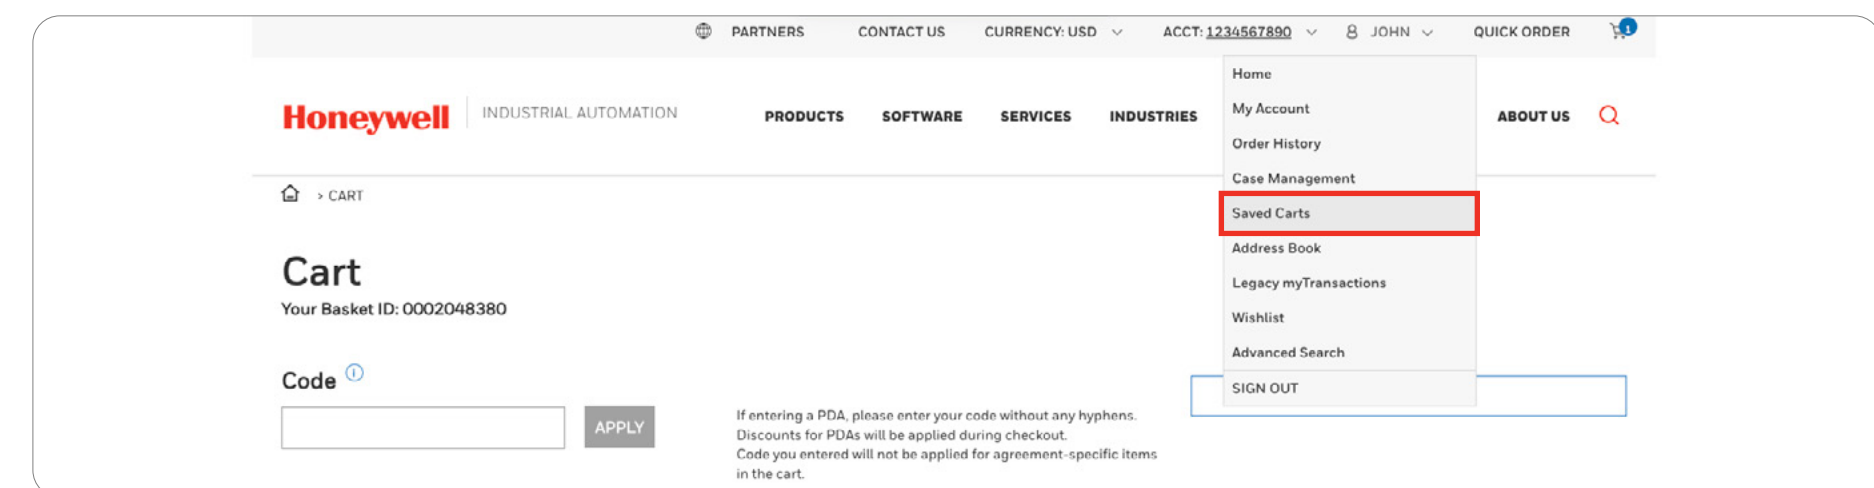 PARTNERS CONTACT US CURRENCY: USD ACCT: 1234567890 JOHN QUICK ORDER 1
Honeywell INDUSTRIAL AUTOMATION PRODUCTS SOFTWARE SERVICES INDUSTRIES ABOUT US
Home
My Account
Order History
Case Management
Saved Carts
Address Book
Legacy myTransactions
Wishlist
Advanced Search
SIGN OUT
> CART
Cart
Your Basket ID: 0002048380
Code
APPLY
If entering a PDA, please enter your code without any hyphens.
Discounts for PDAs will be applied during checkout.
Code you entered will not be applied for agreement-specific items
in the cart.